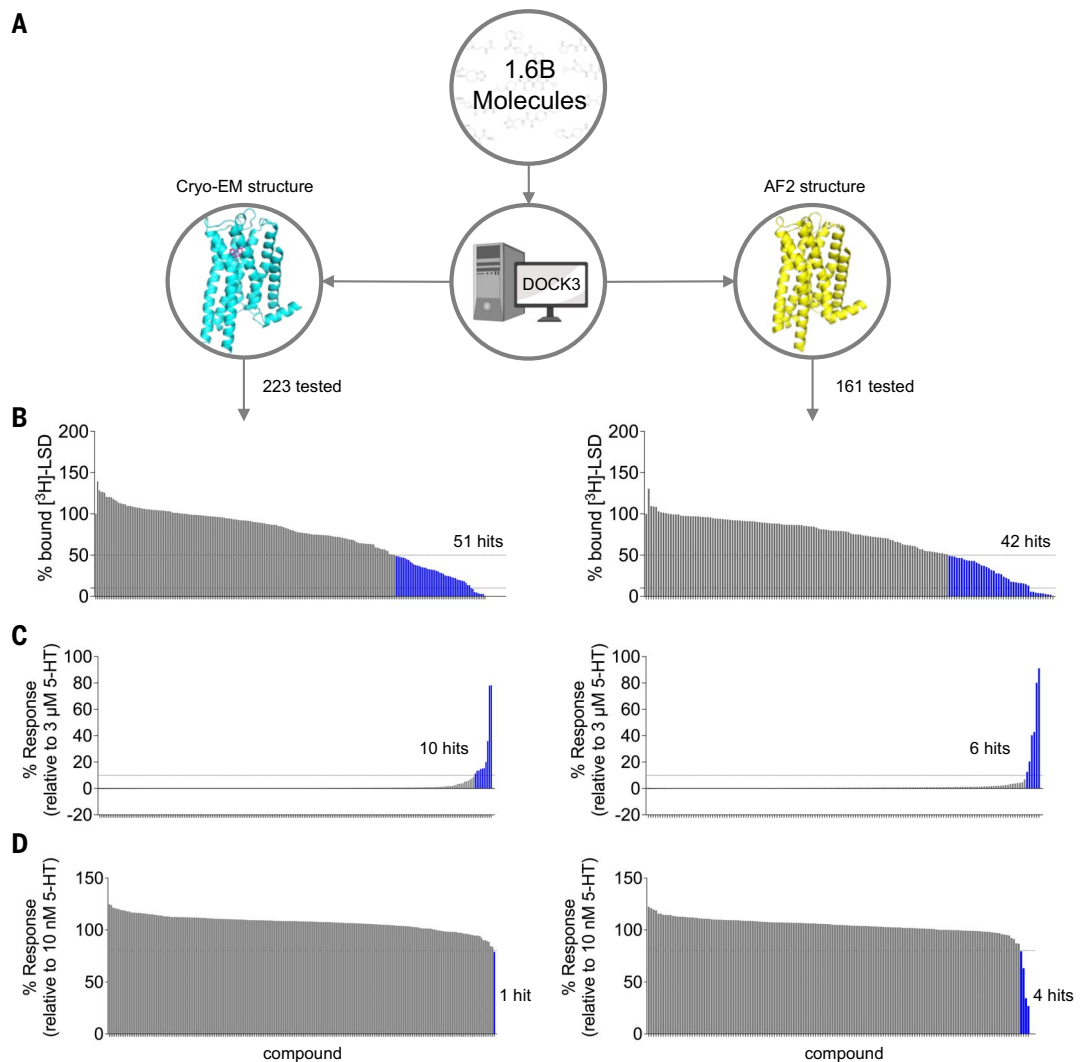 A
1.6B
Molecules
Cryo-EM structure
AF2 structure
DOCK3
223 tested
161 tested
B
% bound [³H]-LSD
200
150
100
50
0
51 hits
% bound [³H]-LSD
200
150
100
50
0
42 hits
C
% Response
(relative to 3 µM 5-HT)
100
80
60
40
20
0
-20
10 hits
% Response
(relative to 3 µM 5-HT)
100
80
60
40
20
0
-20
6 hits
D
% Response
(relative to 10 nM 5-HT)
150
100
50
0
1 hit
compound
% Response
(relative to 10 nM 5-HT)
150
100
50
0
4 hits
compound